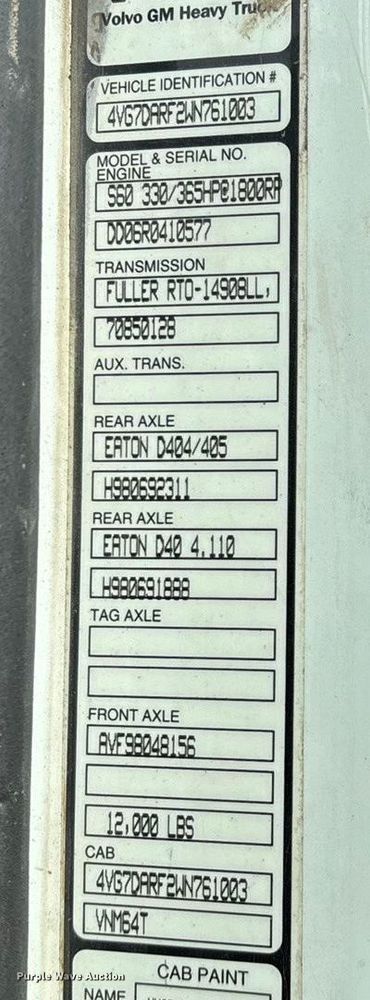 Volvo GM Heavy Truck
VEHICLE IDENTIFICATION #
4VG7DARF2WN761003
MODEL & SERIAL NO.
ENGINE
S60 330/365HP@1800RP
DD06R0410577
TRANSMISSION
FULLER RTO-14908LL,
70850128
AUX. TRANS.
REAR AXLE
EATON D404/405
H980692311
REAR AXLE
EATON D40 4.110
H980691888
TAG AXLE
FRONT AXLE
AVF98048156
12,000 LBS
CAB
4VG7DARF2WN761003
VNM64T
CAB PAINT
NAME
Purple Wave Auction